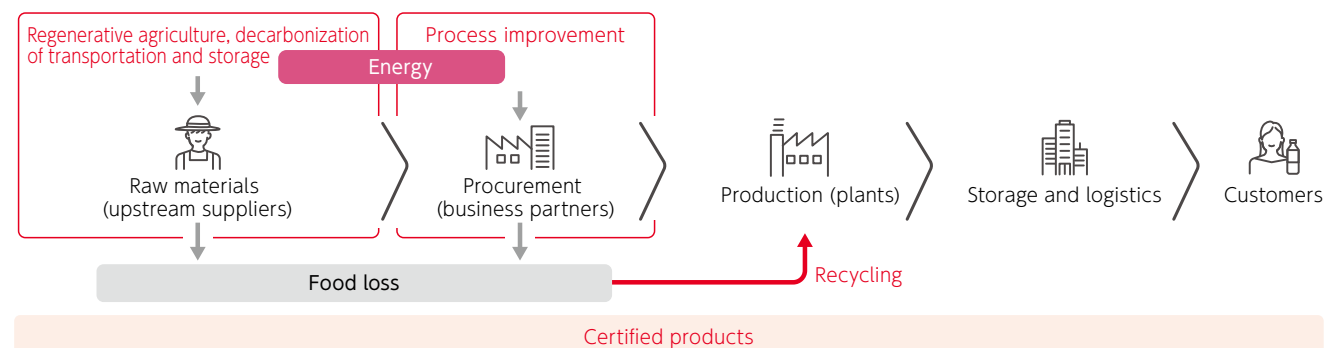 Regenerative agriculture, decarbonization
of transportation and storage
Process improvement
Energy
Raw materials
(upstream suppliers)
Procurement
(business partners)
Production (plants)
Storage and logistics
Customers
Food loss
Recycling
Certified products